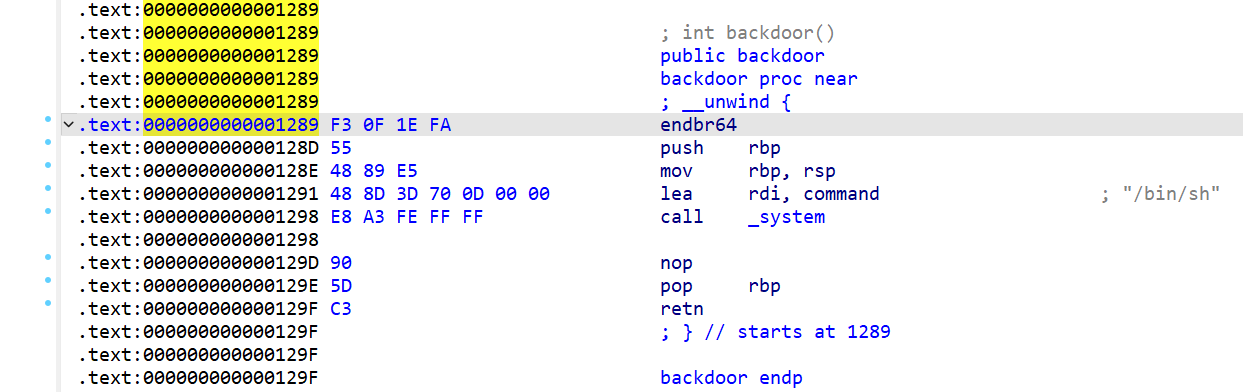 .text:0000000000001289
.text:0000000000001289 ; int backdoor()
.text:0000000000001289 public backdoor
.text:0000000000001289 backdoor proc near
.text:0000000000001289 ; __unwind {
.text:0000000000001289 F3 0F 1E FA endbr64
.text:000000000000128D 55 push rbp
.text:000000000000128E 48 89 E5 mov rbp, rsp
.text:0000000000001291 48 8D 3D 70 0D 00 00 lea rdi, command ; "/bin/sh"
.text:0000000000001298 E8 A3 FE FF FF call _system
.text:0000000000001298
.text:000000000000129D 90 nop
.text:000000000000129E 5D pop rbp
.text:000000000000129F C3 retn
.text:000000000000129F ; } // starts at 1289
.text:000000000000129F
.text:000000000000129F backdoor endp